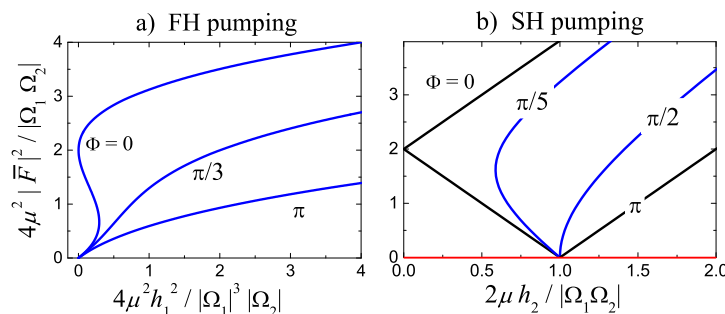 a) FH pumping
4
3
2
1
0
0
1
2
3
4
Φ = 0
π/3
π
4μ² | F̅ |² / |Ω₁ Ω₂|
4μ²h₁² / |Ω₁|³ |Ω₂|
b) SH pumping
3
2
1
0
0.0
0.5
1.0
1.5
2.0
Φ = 0
π/5
π/2
π
2μ h₂ / |Ω₁Ω₂|